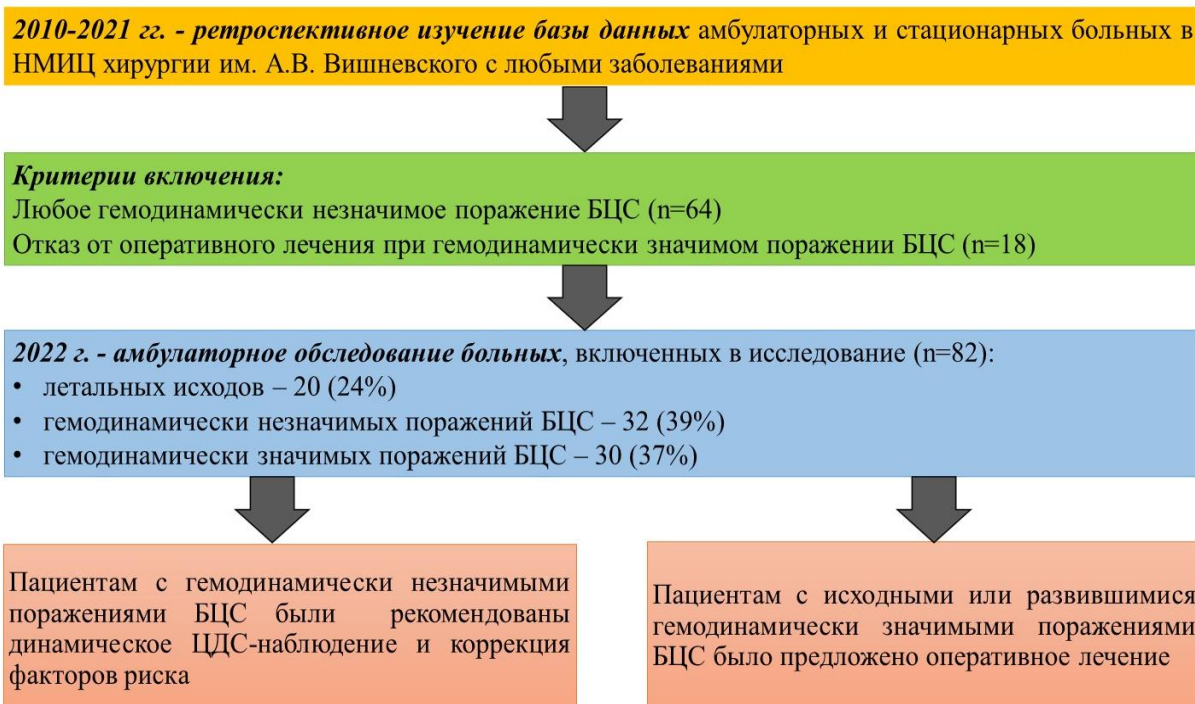 2010-2021 гг. - ретроспективное изучение базы данных амбулаторных и стационарных больных в
НМИЦ хирургии им. А.В. Вишневского с любыми заболеваниями
Критерии включения:
Любое гемодинамически незначимое поражение БЦС (n=64)
Отказ от оперативного лечения при гемодинамически значимом поражении БЦС (n=18)
2022 г. - амбулаторное обследование больных, включенных в исследование (n=82):
• летальных исходов – 20 (24%)
• гемодинамически незначимых поражений БЦС – 32 (39%)
• гемодинамически значимых поражений БЦС – 30 (37%)
Пациентам с гемодинамически незначимыми
поражениями БЦС были рекомендованы
динамическое ЦДС-наблюдение и коррекция
факторов риска
Пациентам с исходными или развившимися
гемодинамически значимыми поражениями
БЦС было предложено оперативное лечение